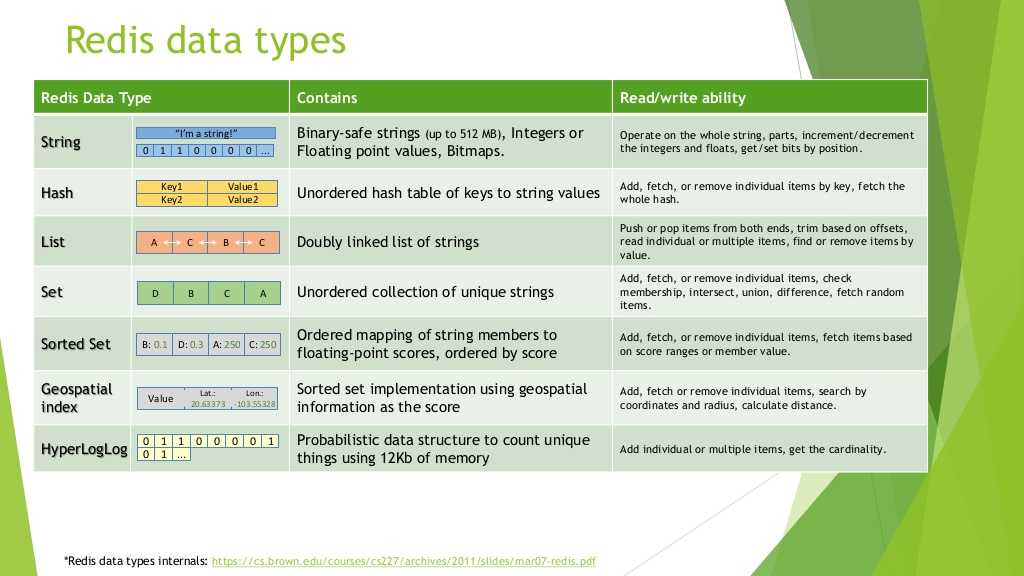 Redis data types
Redis Data Type
Contains
Read/write ability
String
"I'm a string!"
0 1 1 0 0 0 0 ...
Binary-safe strings (up to 512 MB), Integers or
Floating point values, Bitmaps.
Operate on the whole string, parts, increment/decrement
the integers and floats, get/set bits by position.
Hash
Key1 Value1
Key2 Value2
Unordered hash table of keys to string values
Add, fetch, or remove individual items by key, fetch the
whole hash.
List
A C B C
Doubly linked list of strings
Push or pop items from both ends, trim based on offsets,
read individual or multiple items, find or remove items by
value.
Set
D B C A
Unordered collection of unique strings
Add, fetch, or remove individual items, check
membership, intersect, union, difference, fetch random
items.
Sorted Set
B: 0.1 D: 0.3 A: 250 C: 250
Ordered mapping of string members to
floating-point scores, ordered by score
Add, fetch, or remove individual items, fetch items based
on score ranges or member value.
Geospatial
index
Value
Lat.:
20.63373
Lon.:
-103.55328
Sorted set implementation using geospatial
information as the score
Add, fetch or remove individual items, search by
coordinates and radius, calculate distance.
HyperLogLog
0 1 1 0 0 0 0 1
0 1 ...
Probabilistic data structure to count unique
things using 12Kb of memory
Add individual or multiple items, get the cardinality.
*Redis data types internals: https://cs.brown.edu/courses/cs227/archives/2011/slides/mar07-redis.pdf